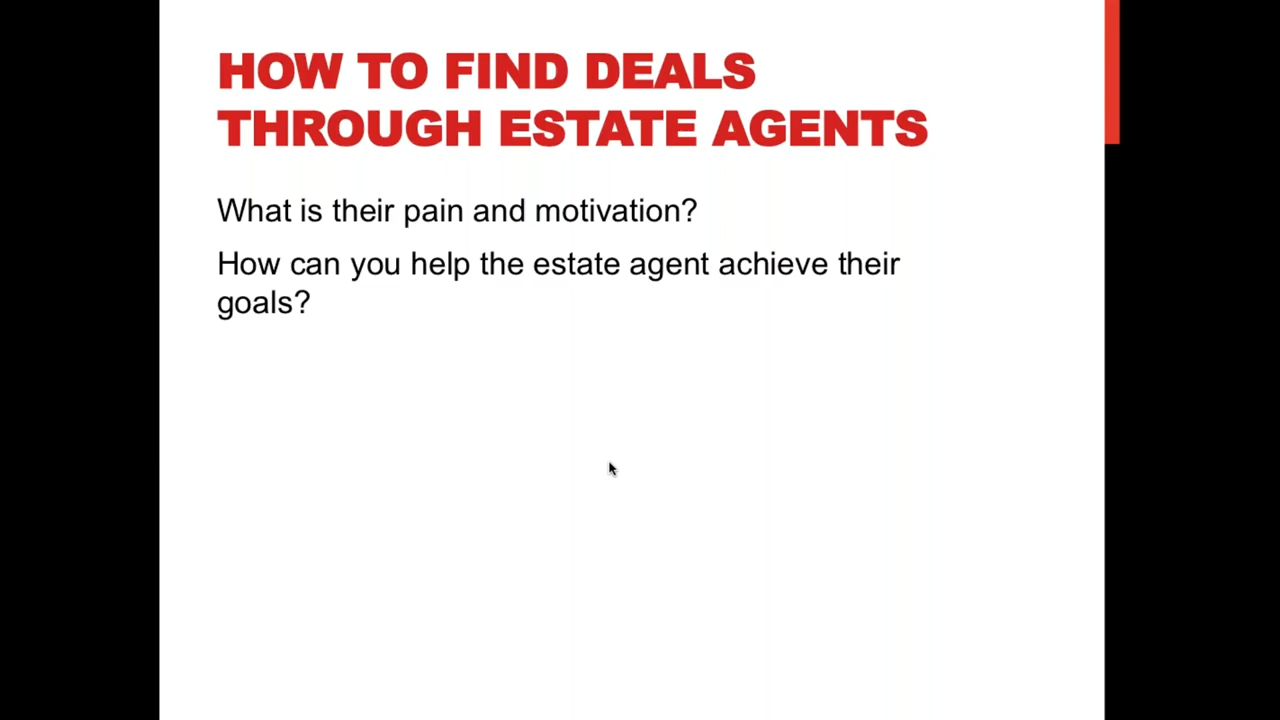 HOW TO FIND DEALS
THROUGH ESTATE AGENTS
What is their pain and motivation?
How can you help the estate agent achieve their
goals?